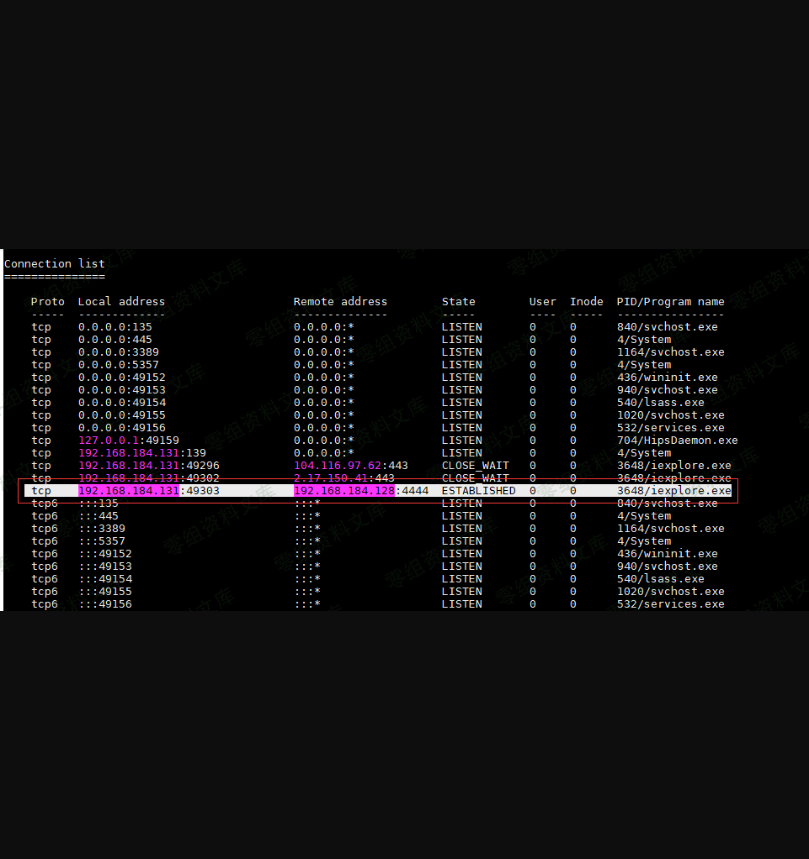 Connection list
===============
Proto Local address Remote address State User Inode PID/Program name
----- ------------- -------------- ----- ---- ----- ----------------
tcp 0.0.0.0:135 0.0.0.0:* LISTEN 0 0 840/svchost.exe
tcp 0.0.0.0:445 0.0.0.0:* LISTEN 0 0 4/System
tcp 0.0.0.0:3389 0.0.0.0:* LISTEN 0 0 1164/svchost.exe
tcp 0.0.0.0:5357 0.0.0.0:* LISTEN 0 0 4/System
tcp 0.0.0.0:49152 0.0.0.0:* LISTEN 0 0 436/wininit.exe
tcp 0.0.0.0:49153 0.0.0.0:* LISTEN 0 0 940/svchost.exe
tcp 0.0.0.0:49154 0.0.0.0:* LISTEN 0 0 540/lsass.exe
tcp 0.0.0.0:49155 0.0.0.0:* LISTEN 0 0 1020/svchost.exe
tcp 0.0.0.0:49156 0.0.0.0:* LISTEN 0 0 532/services.exe
tcp 127.0.0.1:49159 0.0.0.0:* LISTEN 0 0 704/HipsDaemon.exe
tcp 192.168.184.131:139 0.0.0.0:* LISTEN 0 0 4/System
tcp 192.168.184.131:49296 104.116.97.62:443 CLOSE_WAIT 0 0 3648/iexplore.exe
tcp 192.168.184.131:49302 2.17.150.41:443 CLOSE_WAIT 0 0 3648/iexplore.exe
tcp 192.168.184.131:49303 192.168.184.128:4444 ESTABLISHED 0 0 3648/iexplore.exe
tcp6 :::135 :::* LISTEN 0 0 840/svchost.exe
tcp6 :::445 :::* LISTEN 0 0 4/System
tcp6 :::3389 :::* LISTEN 0 0 1164/svchost.exe
tcp6 :::5357 :::* LISTEN 0 0 4/System
tcp6 :::49152 :::* LISTEN 0 0 436/wininit.exe
tcp6 :::49153 :::* LISTEN 0 0 940/svchost.exe
tcp6 :::49154 :::* LISTEN 0 0 540/lsass.exe
tcp6 :::49155 :::* LISTEN 0 0 1020/svchost.exe
tcp6 :::49156 :::* LISTEN 0 0 532/services.exe
零组资料文库